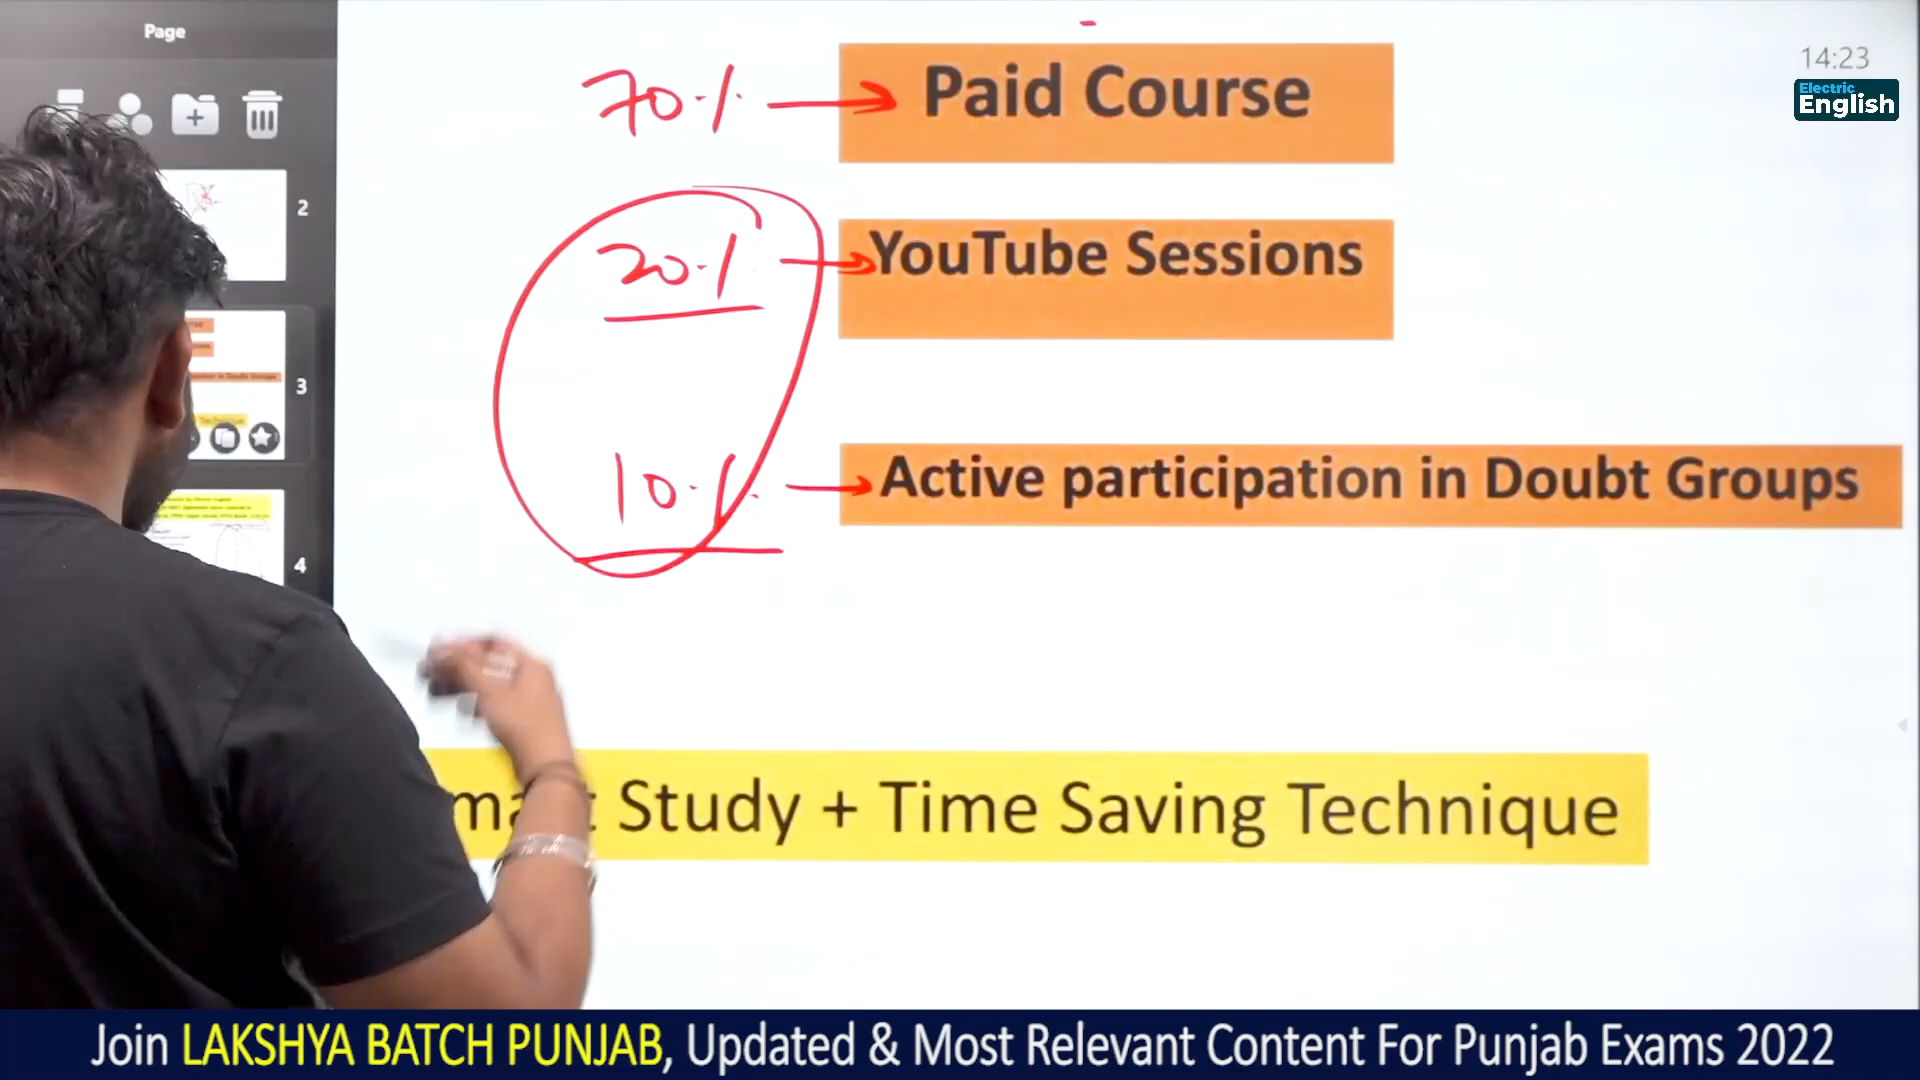 Page
14:23
Electric
English
70% → Paid Course
20% → YouTube Sessions
10% → Active participation in Doubt Groups
Study + Time Saving Technique
2
3
4
Join LAKSHYA BATCH PUNJAB, Updated & Most Relevant Content For Punjab Exams 2022